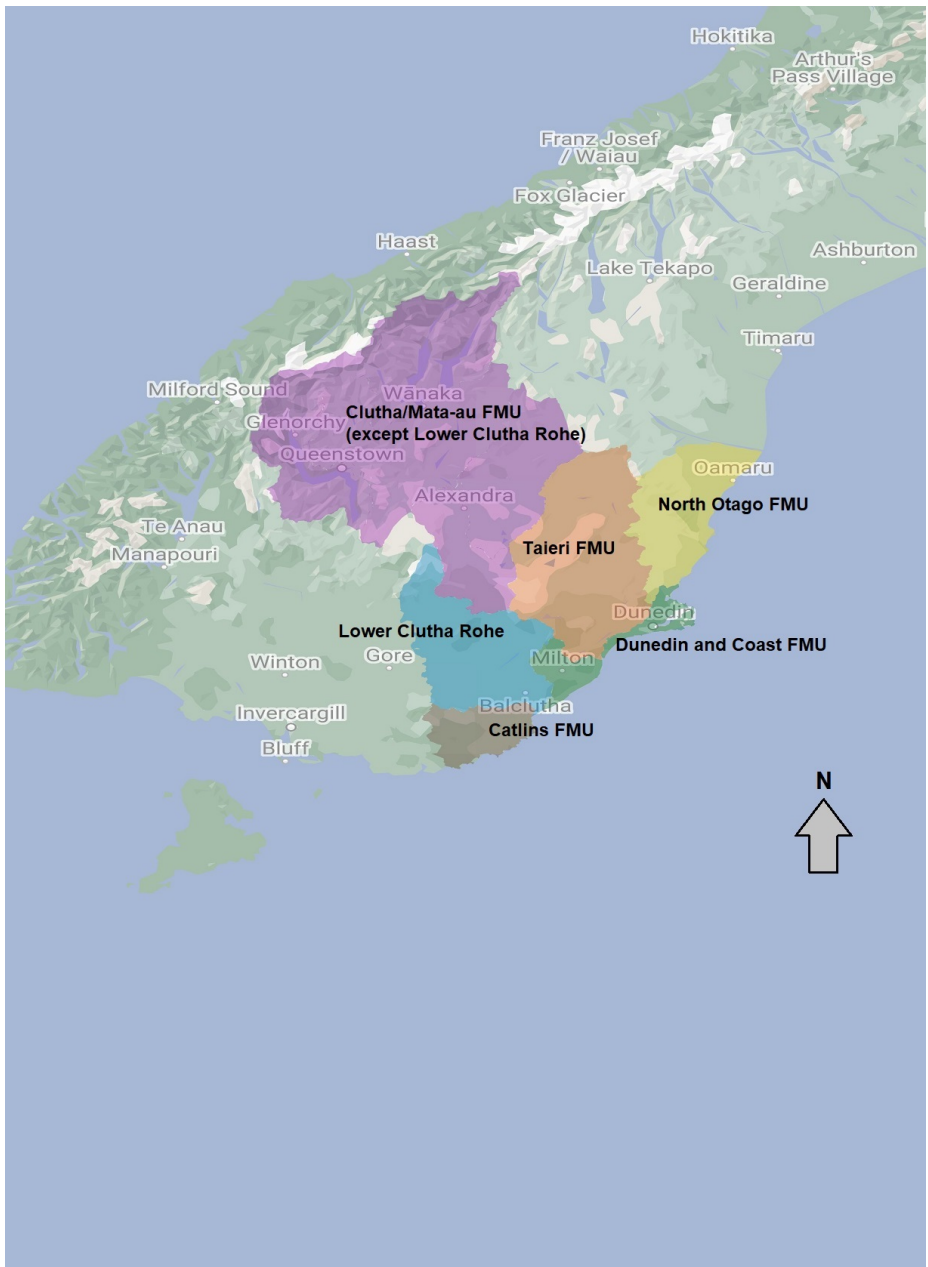 Hokitika
Arthur's
Pass Village
Franz Josef
/ Waiau
Fox Glacier
Haast
Ashburton
Lake Tekapo
Geraldine
Timaru
Milford Sound
Wānaka
Clutha/Mata-au FMU
(except Lower Clutha Rohe)
Glenorchy
Queenstown
Oamaru
Alexandra
North Otago FMU
Te Anau
Manapouri
Taieri FMU
Dunedin
Lower Clutha Rohe
Dunedin and Coast FMU
Winton
Gore
Milton
Balclutha
Invercargill
Catlins FMU
Bluff
N